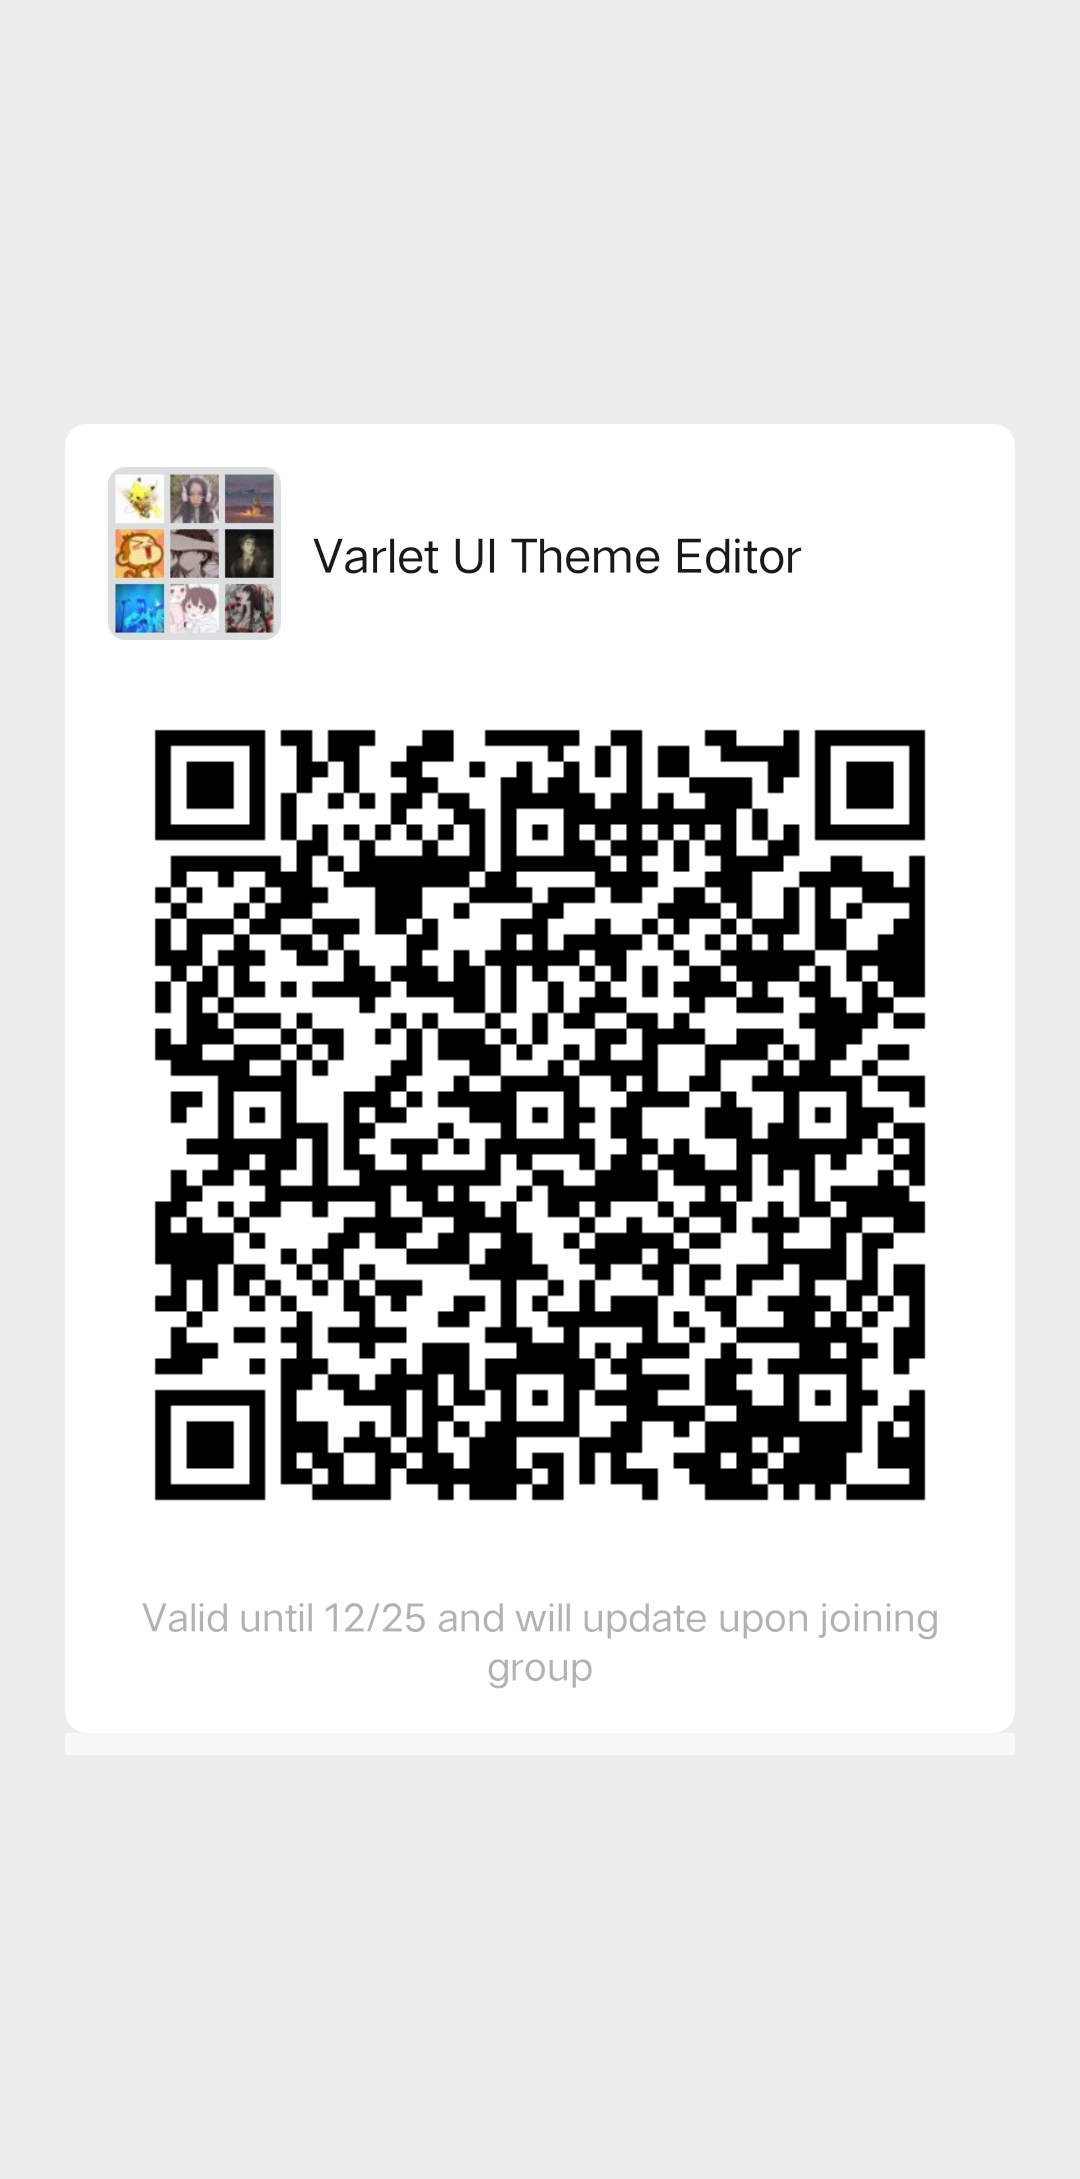 Varlet UI Theme Editor
Valid until 12/25 and will update upon joining
group